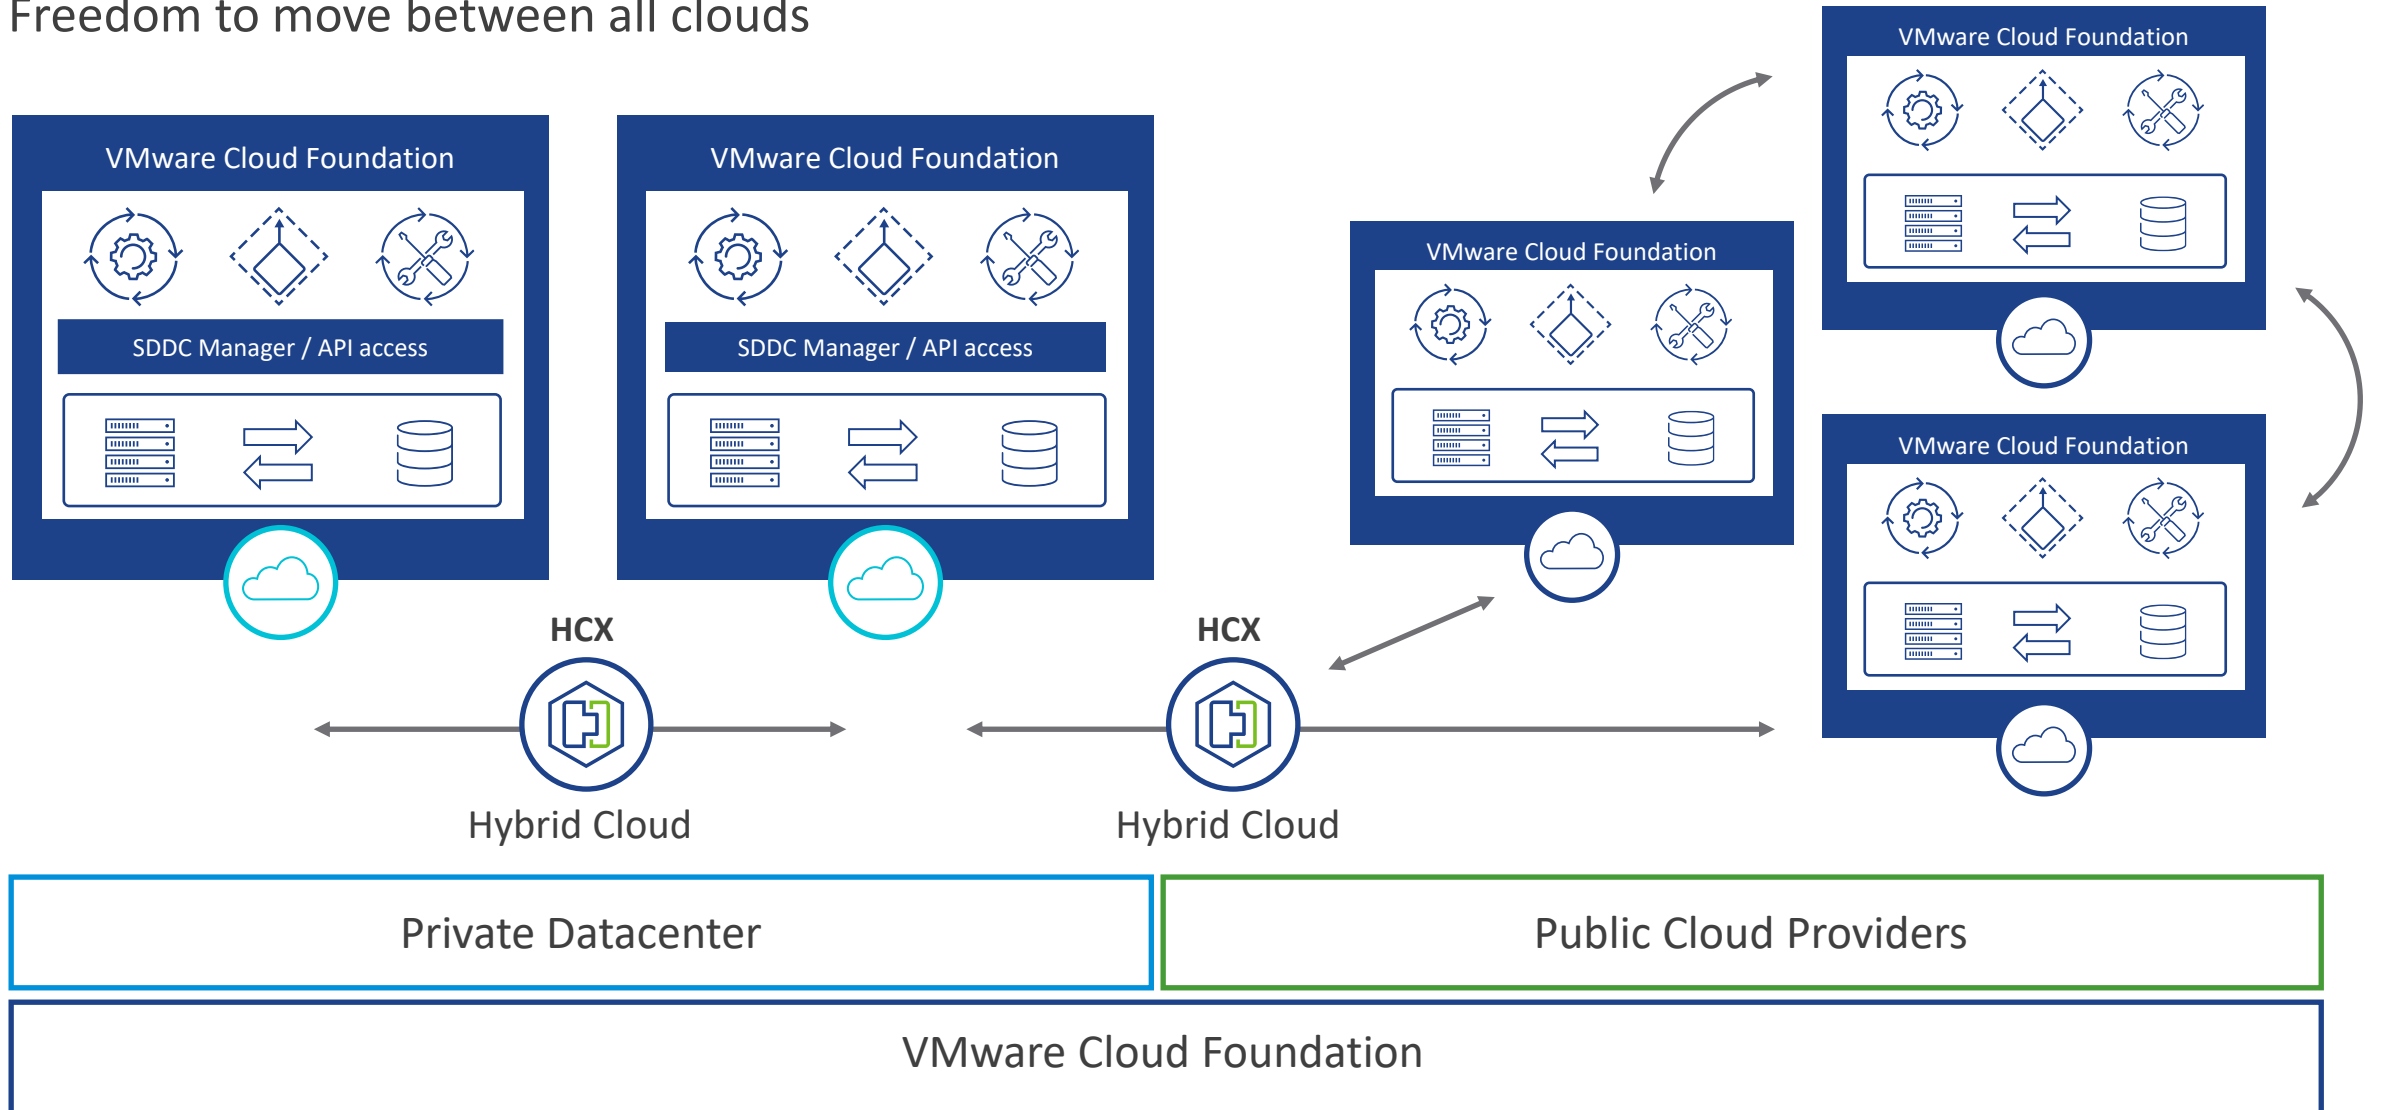 Freedom to move between all clouds
VMware Cloud Foundation
SDDC Manager / API access
VMware Cloud Foundation
SDDC Manager / API access
VMware Cloud Foundation
VMware Cloud Foundation
VMware Cloud Foundation
HCX
Hybrid Cloud
HCX
Hybrid Cloud
Private Datacenter
Public Cloud Providers
VMware Cloud Foundation